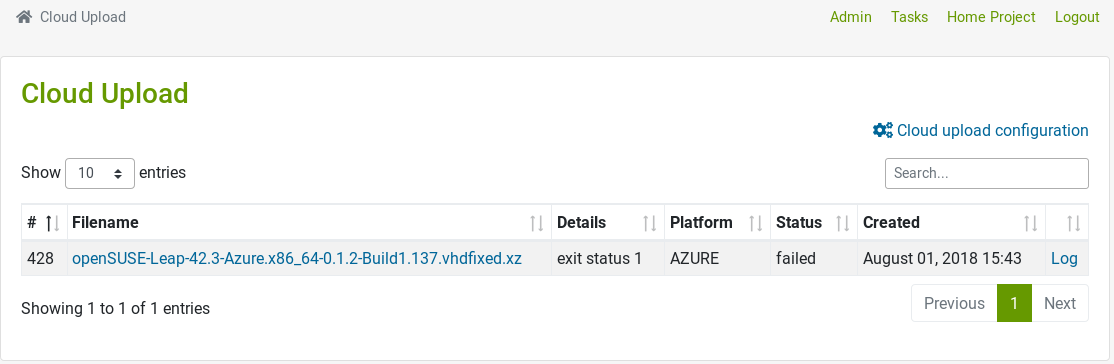 Cloud Upload Admin Tasks Home Project Logout
Cloud Upload
Cloud upload configuration
Show 10 entries Search...
# Filename Details Platform Status Created
428 openSUSE-Leap-42.3-Azure.x86_64-0.1.2-Build1.137.vhdfixed.xz exit status 1 AZURE failed August 01, 2018 15:43 Log
Showing 1 to 1 of 1 entries Previous 1 Next